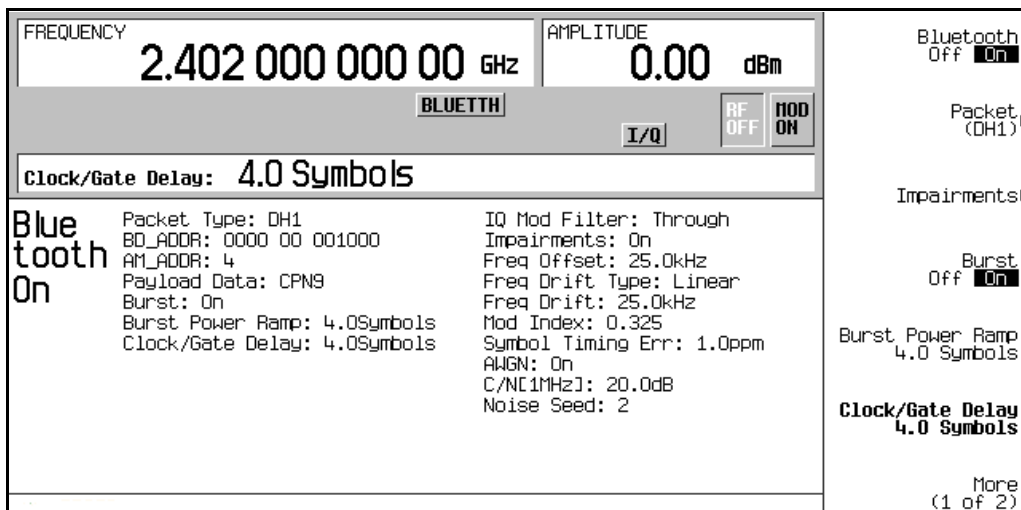 FREQUENCY
2.402 000 000 00 GHz
AMPLITUDE
0.00 dBm
BLUETTH
I/Q
RF OFF
MOD ON
Clock/Gate Delay: 4.0 Symbols
Blue
tooth
On
Packet Type: DH1
BD_ADDR: 0000 00 001000
AM_ADDR: 4
Payload Data: CPN9
Burst: On
Burst Power Ramp: 4.0Symbols
Clock/Gate Delay: 4.0Symbols
IQ Mod Filter: Through
Impairments: On
Freq Offset: 25.0kHz
Freq Drift Type: Linear
Freq Drift: 25.0kHz
Mod Index: 0.325
Symbol Timing Err: 1.0ppm
AWGN: On
C/N[1MHz]: 20.0dB
Noise Seed: 2
Bluetooth
Off On
Packet
(DH1)
Impairments
Burst
Off On
Burst Power Ramp
4.0 Symbols
Clock/Gate Delay
4.0 Symbols
More
(1 of 2)